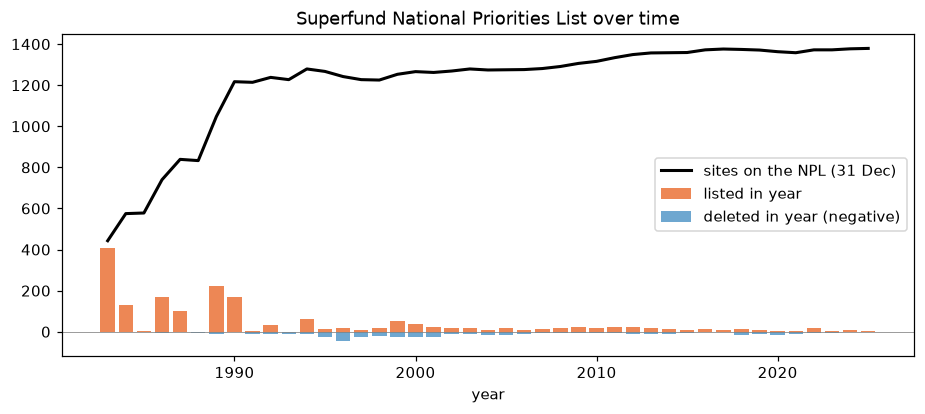 Superfund National Priorities List over time
1400
1200
1000
800
600
400
200
0
sites on the NPL (31 Dec)
listed in year
deleted in year (negative)
1990
2000
2010
2020
year